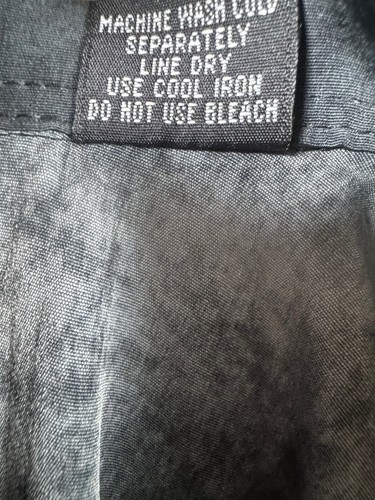 MACHINE WASH COLD
SEPARATELY
LINE DRY
USE COOL IRON
DO NOT USE BLEACH